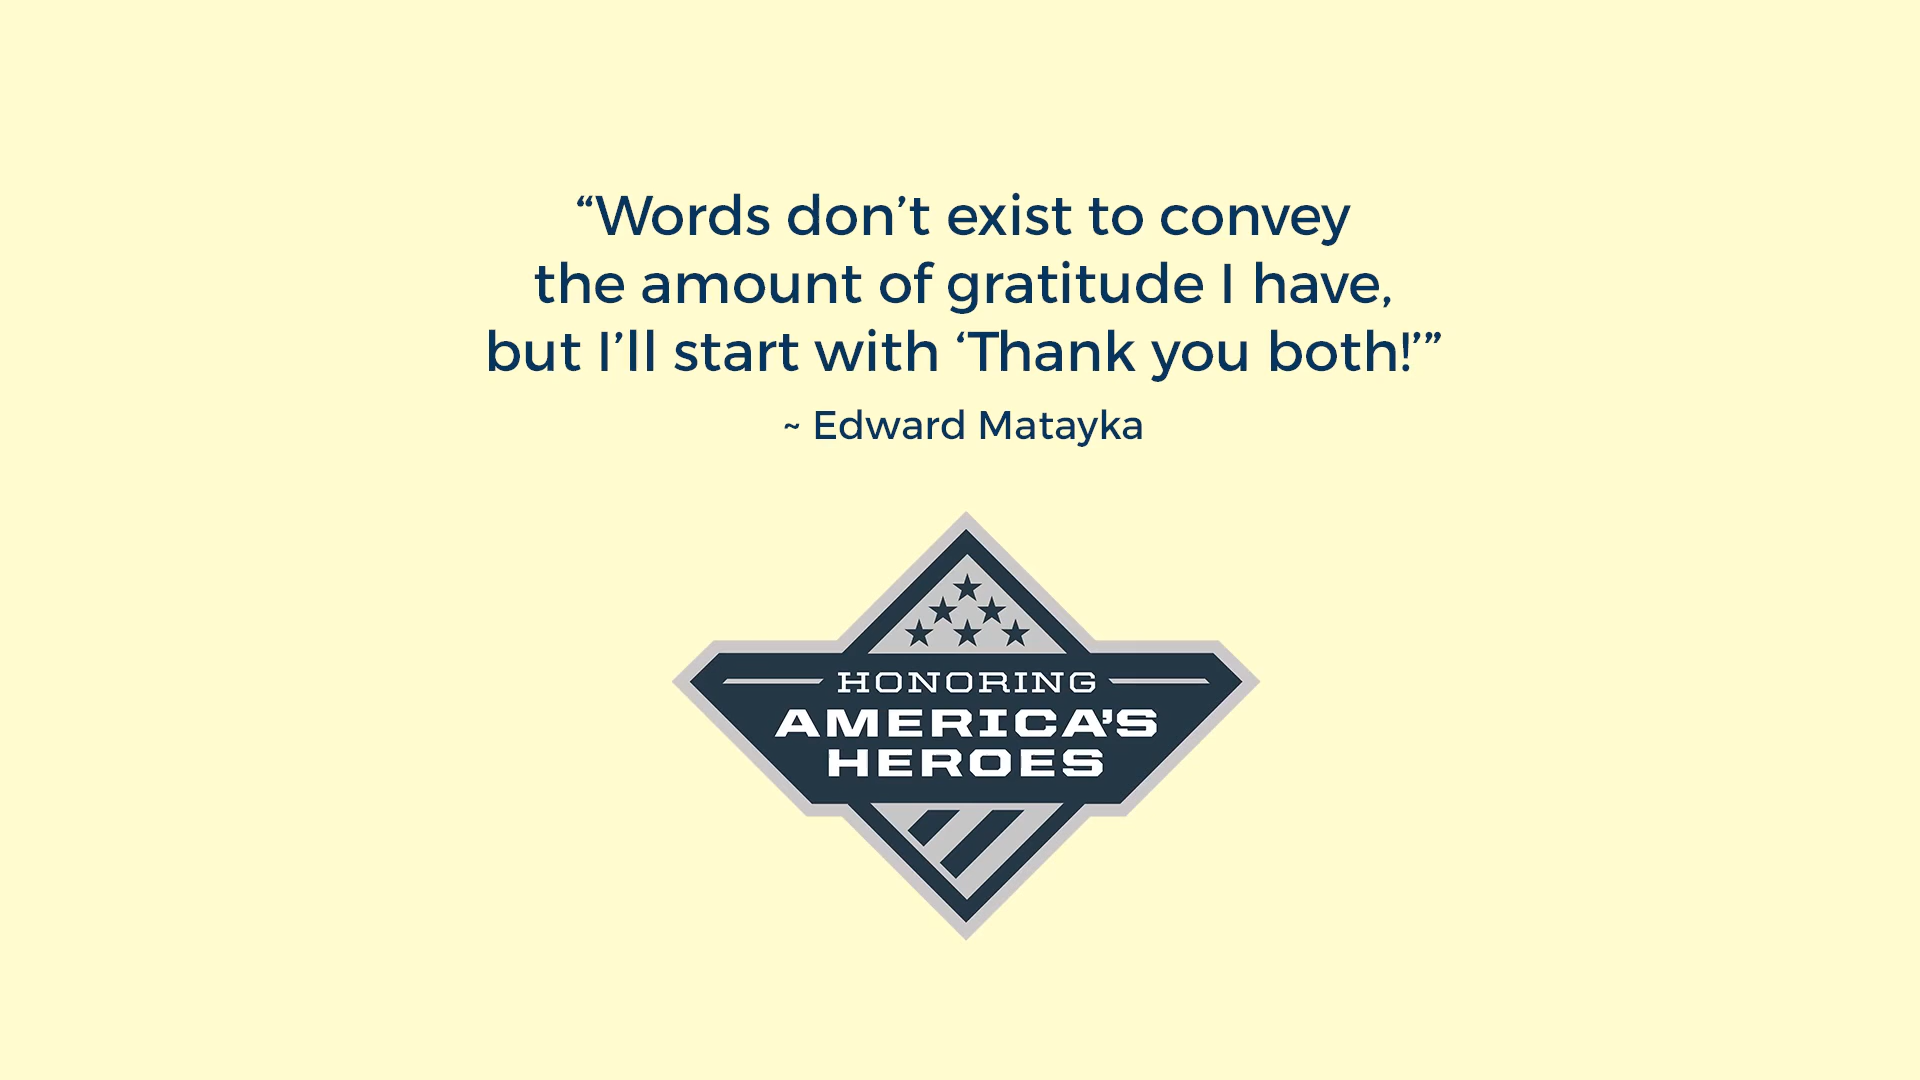 “Words don’t exist to convey
the amount of gratitude I have,
but I’ll start with ‘Thank you both!’”
~ Edward Matayka
HONORING
AMERICA’S
HEROES